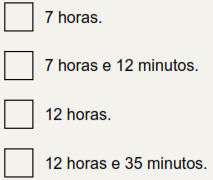 7 horas.
7 horas e 12 minutos.
12 horas.
12 horas e 35 minutos.